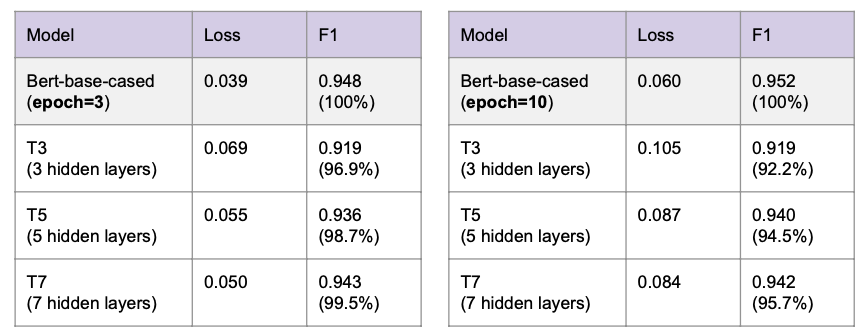 Model Loss F1
Bert-base-cased 0.039 0.948
(epoch=3) (100%)
T3 0.069 0.919
(3 hidden layers) (96.9%)
T5 0.055 0.936
(5 hidden layers) (98.7%)
T7 0.050 0.943
(7 hidden layers) (99.5%)
Model Loss F1
Bert-base-cased 0.060 0.952
(epoch=10) (100%)
T3 0.105 0.919
(3 hidden layers) (92.2%)
T5 0.087 0.940
(5 hidden layers) (94.5%)
T7 0.084 0.942
(7 hidden layers) (95.7%)